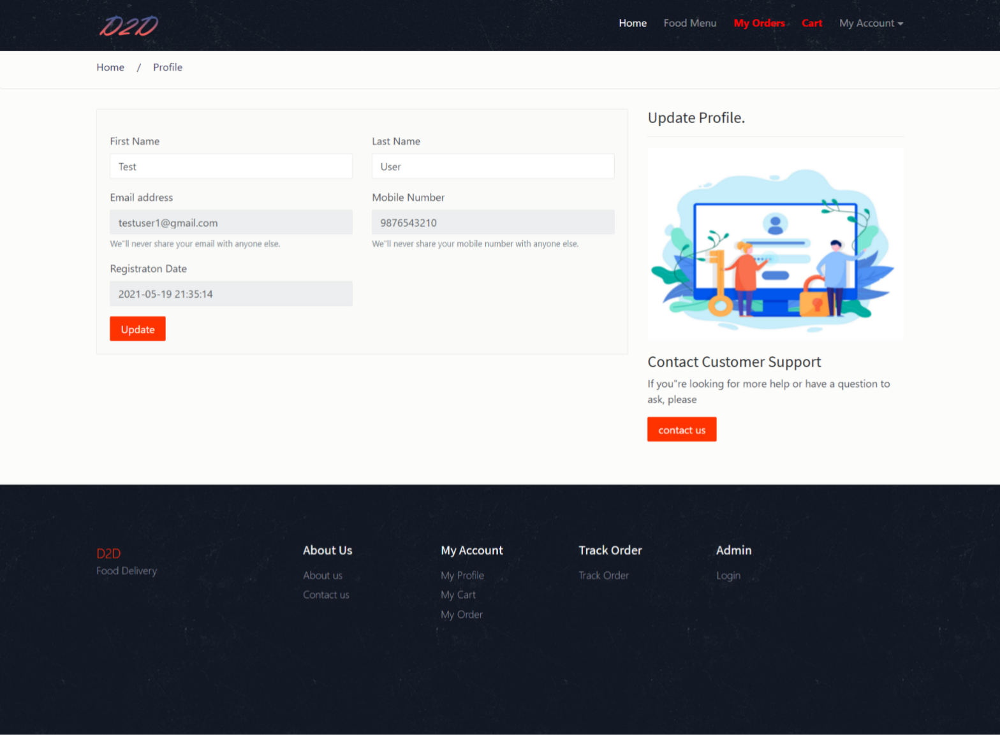 D2D
Home Food Menu My Orders Cart My Account
Home / Profile
First Name
Last Name
Test
User
Email address
Mobile Number
testuser1@gmail.com
9876543210
We"ll never share your email with anyone else.
We"ll never share your mobile number with anyone else.
Registraton Date
2021-05-19 21:35:14
Update
Update Profile.
Contact Customer Support
If you"re looking for more help or have a question to
ask, please
contact us
D2D
Food Delivery
About Us
About us
Contact us
My Account
My Profile
My Cart
My Order
Track Order
Track Order
Admin
Login